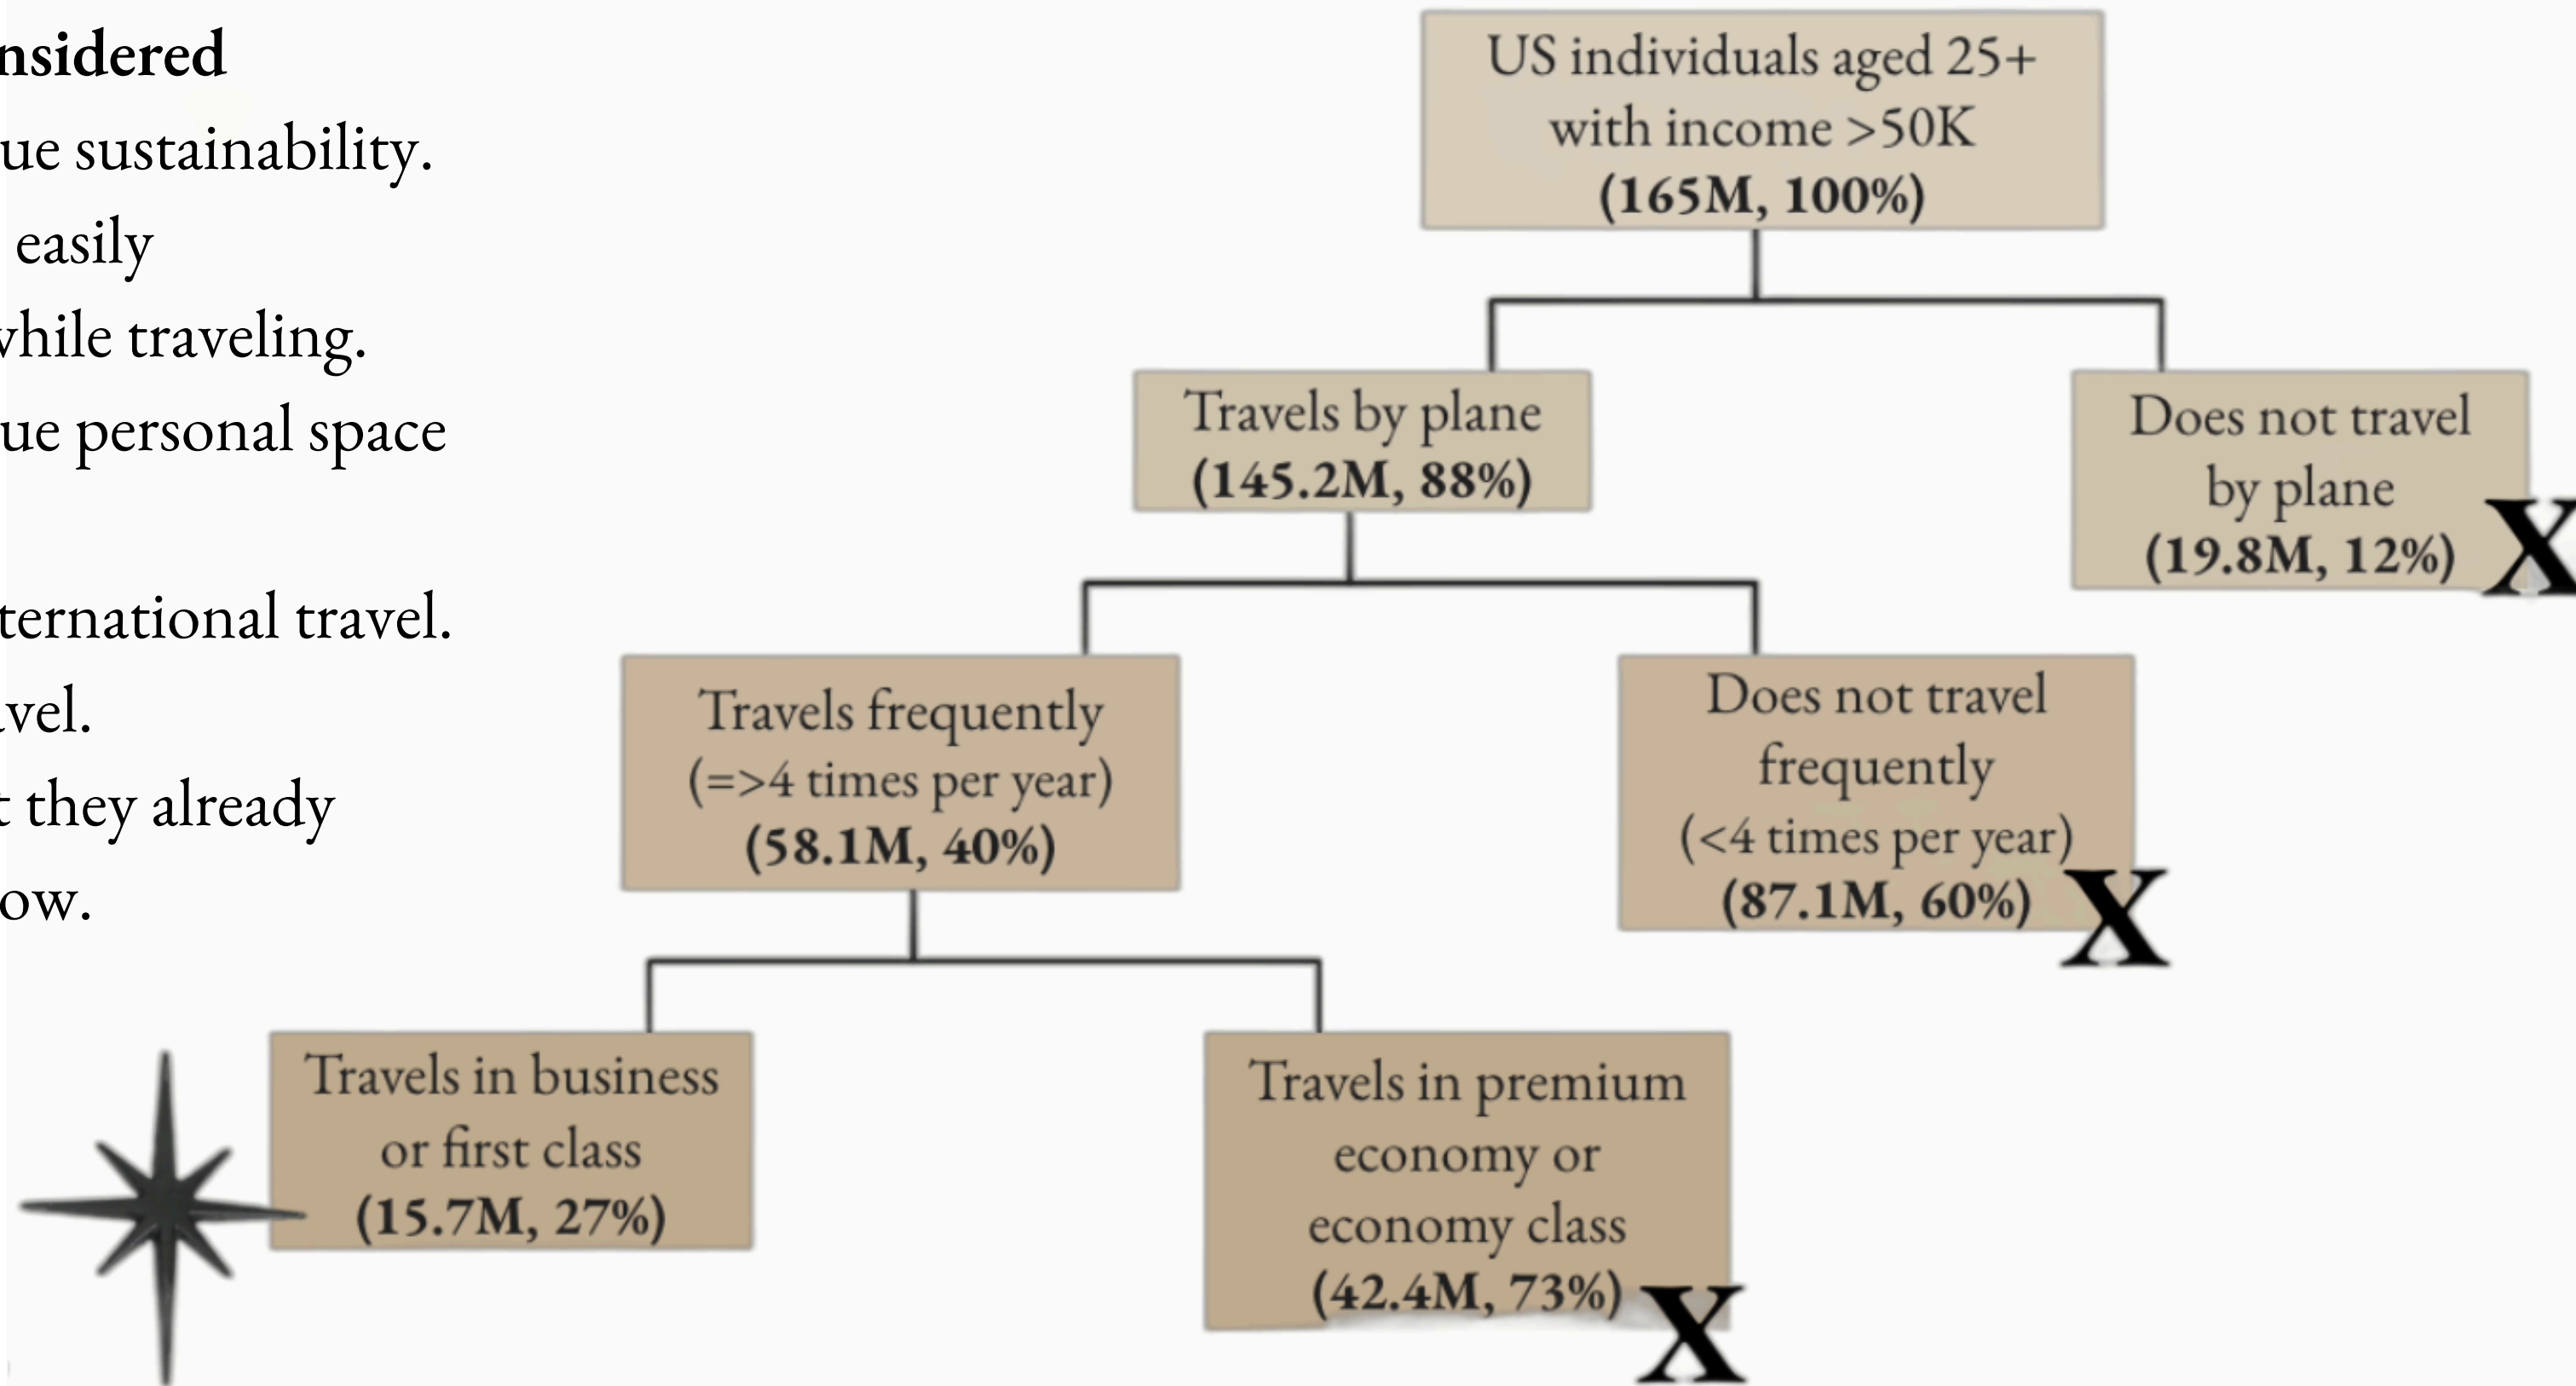 nsidered
ue sustainability.
easily
while traveling.
ue personal space
ternational travel.
avel.
t they already
ow.
US individuals aged 25+
with income >50K
(165M, 100%)
Travels by plane
(145.2M, 88%)
Does not travel
by plane
(19.8M, 12%)
X
Travels frequently
(=>4 times per year)
(58.1M, 40%)
Does not travel
frequently
(<4 times per year)
(87.1M, 60%)
X
Travels in business
or first class
(15.7M, 27%)
Travels in premium
economy or
economy class
(42.4M, 73%)
X